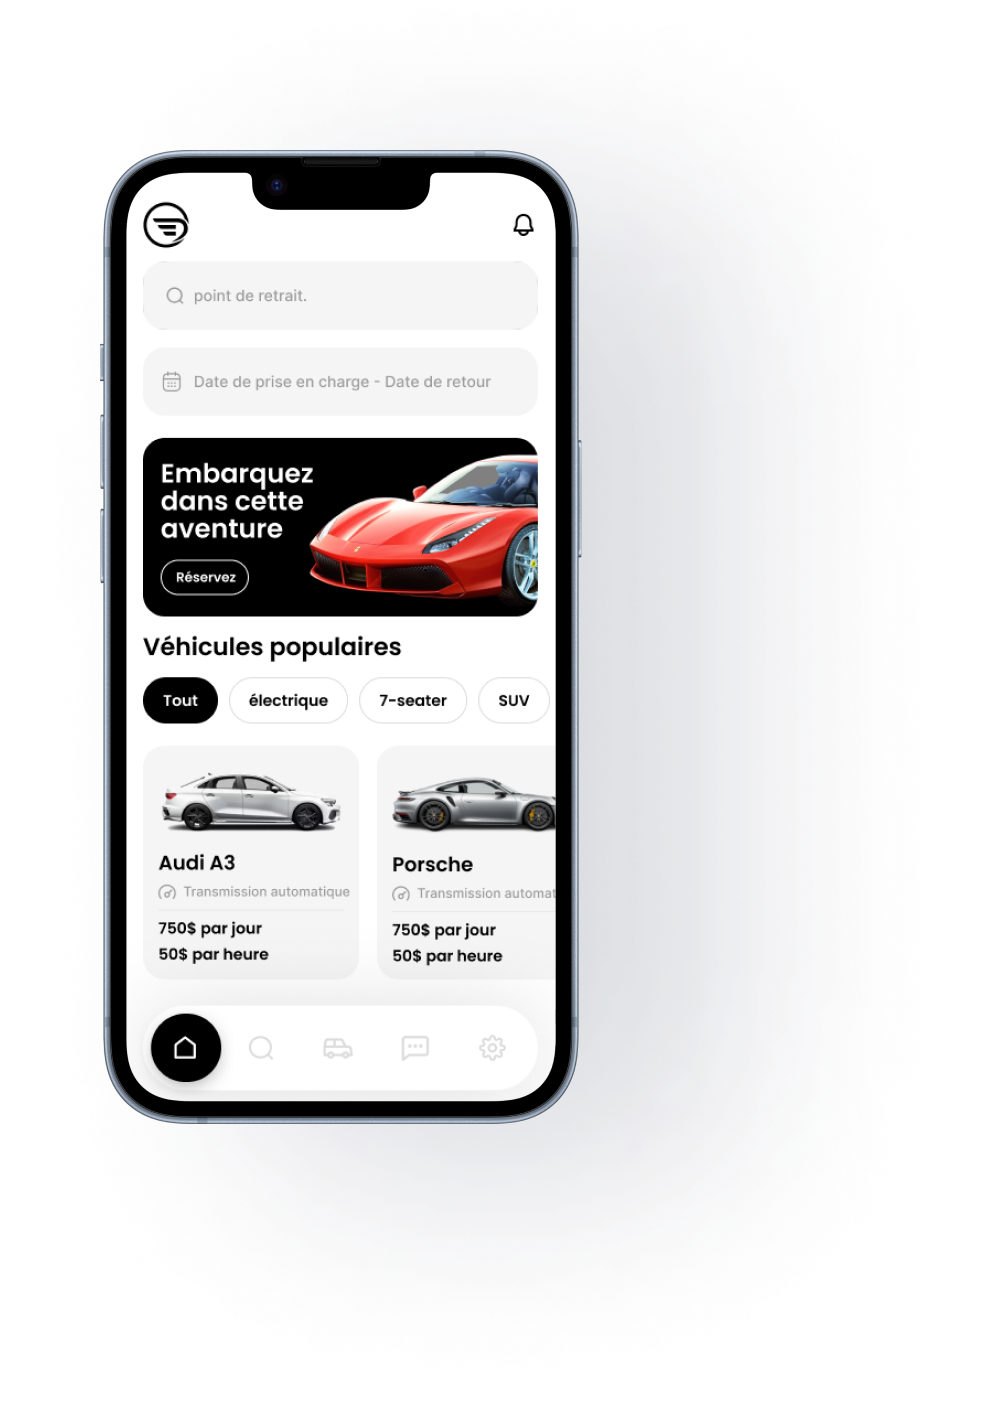 point de retrait.
Date de prise en charge - Date de retour
Embarquez
dans cette
aventure
Réservez
Véhicules populaires
Tout
électrique
7-seater
SUV
Audi A3
Transmission automatique
750$ par jour
50$ par heure
Porsche
Transmission automat
750$ par jour
50$ par heure